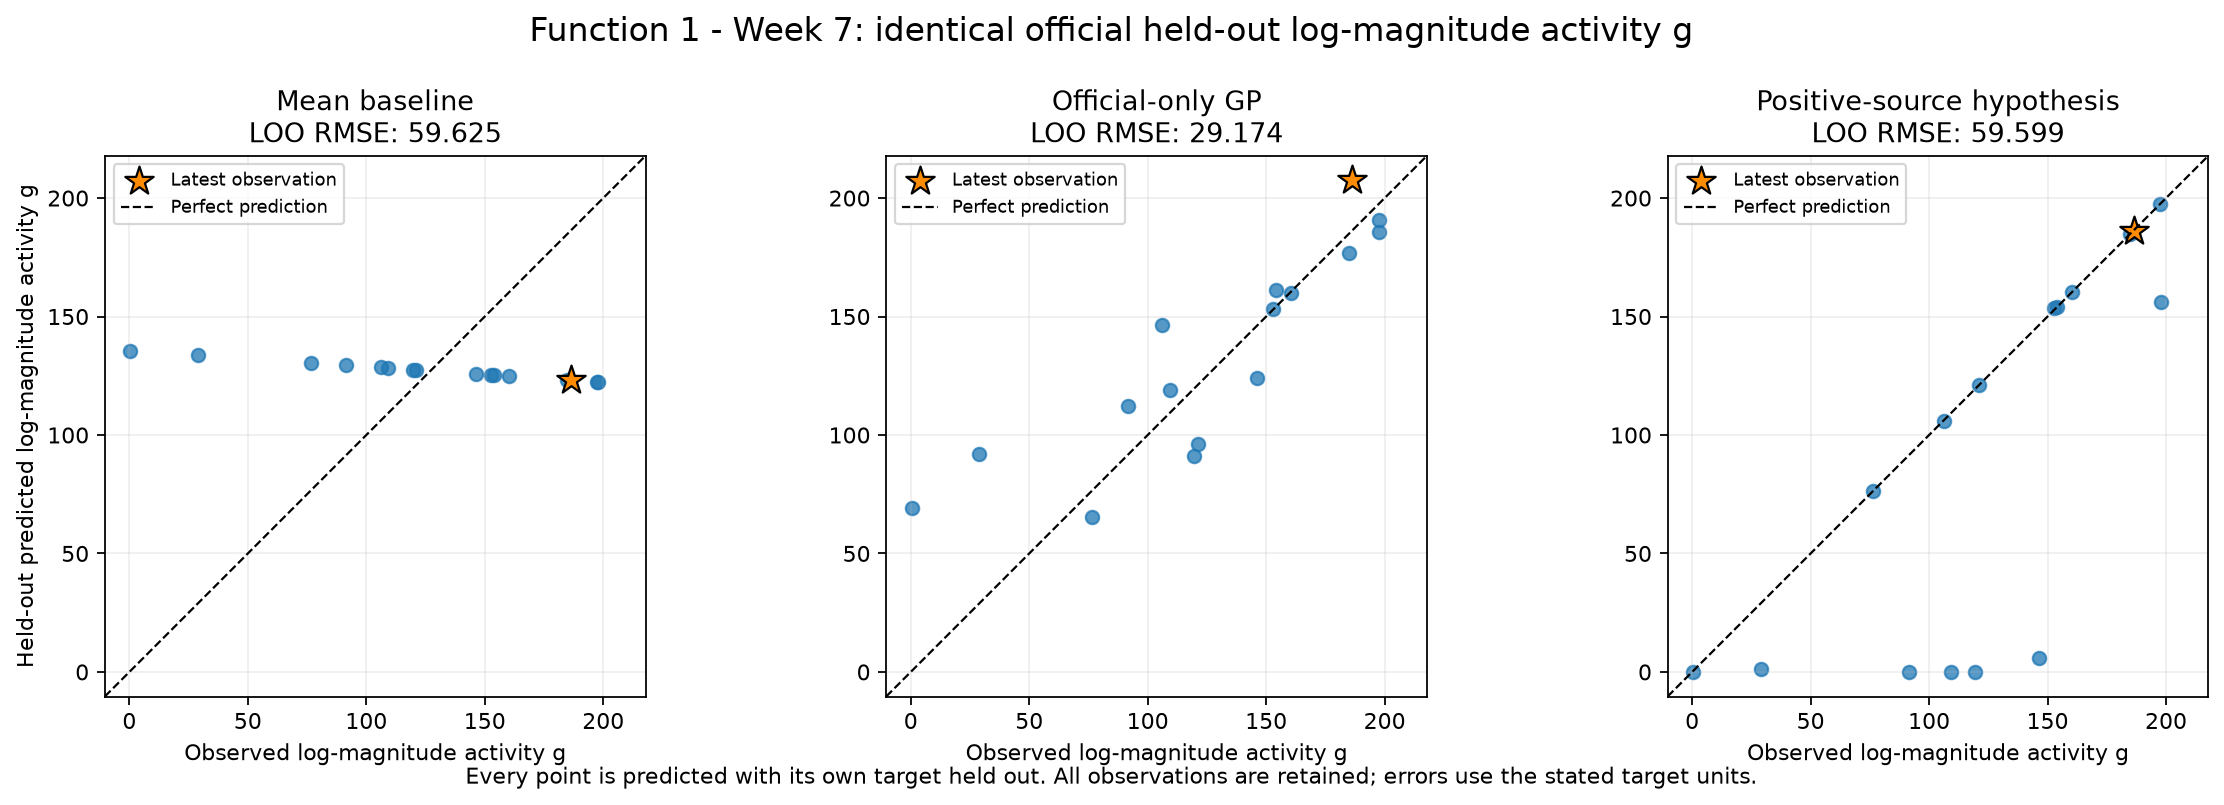 Function 1 - Week 7: identical official held-out log-magnitude activity g
Mean baseline
LOO RMSE: 59.625
Latest observation
Perfect prediction
Held-out predicted log-magnitude activity g
200
150
100
50
0
0 50 100 150 200
Observed log-magnitude activity g
Official-only GP
LOO RMSE: 29.174
Latest observation
Perfect prediction
200
150
100
50
0
0 50 100 150 200
Observed log-magnitude activity g
Positive-source hypothesis
LOO RMSE: 59.599
Latest observation
Perfect prediction
200
150
100
50
0
0 50 100 150 200
Observed log-magnitude activity g
Every point is predicted with its own target held out. All observations are retained; errors use the stated target units.